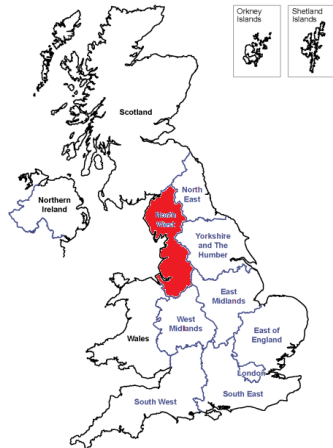 Orkney
Islands
Shetland
Islands
Scotland
North
East
Northern
Ireland
North
West
Yorkshire
and The
Humber
East
Midlands
West
Midlands
East of
England
Wales
London
South East
South West